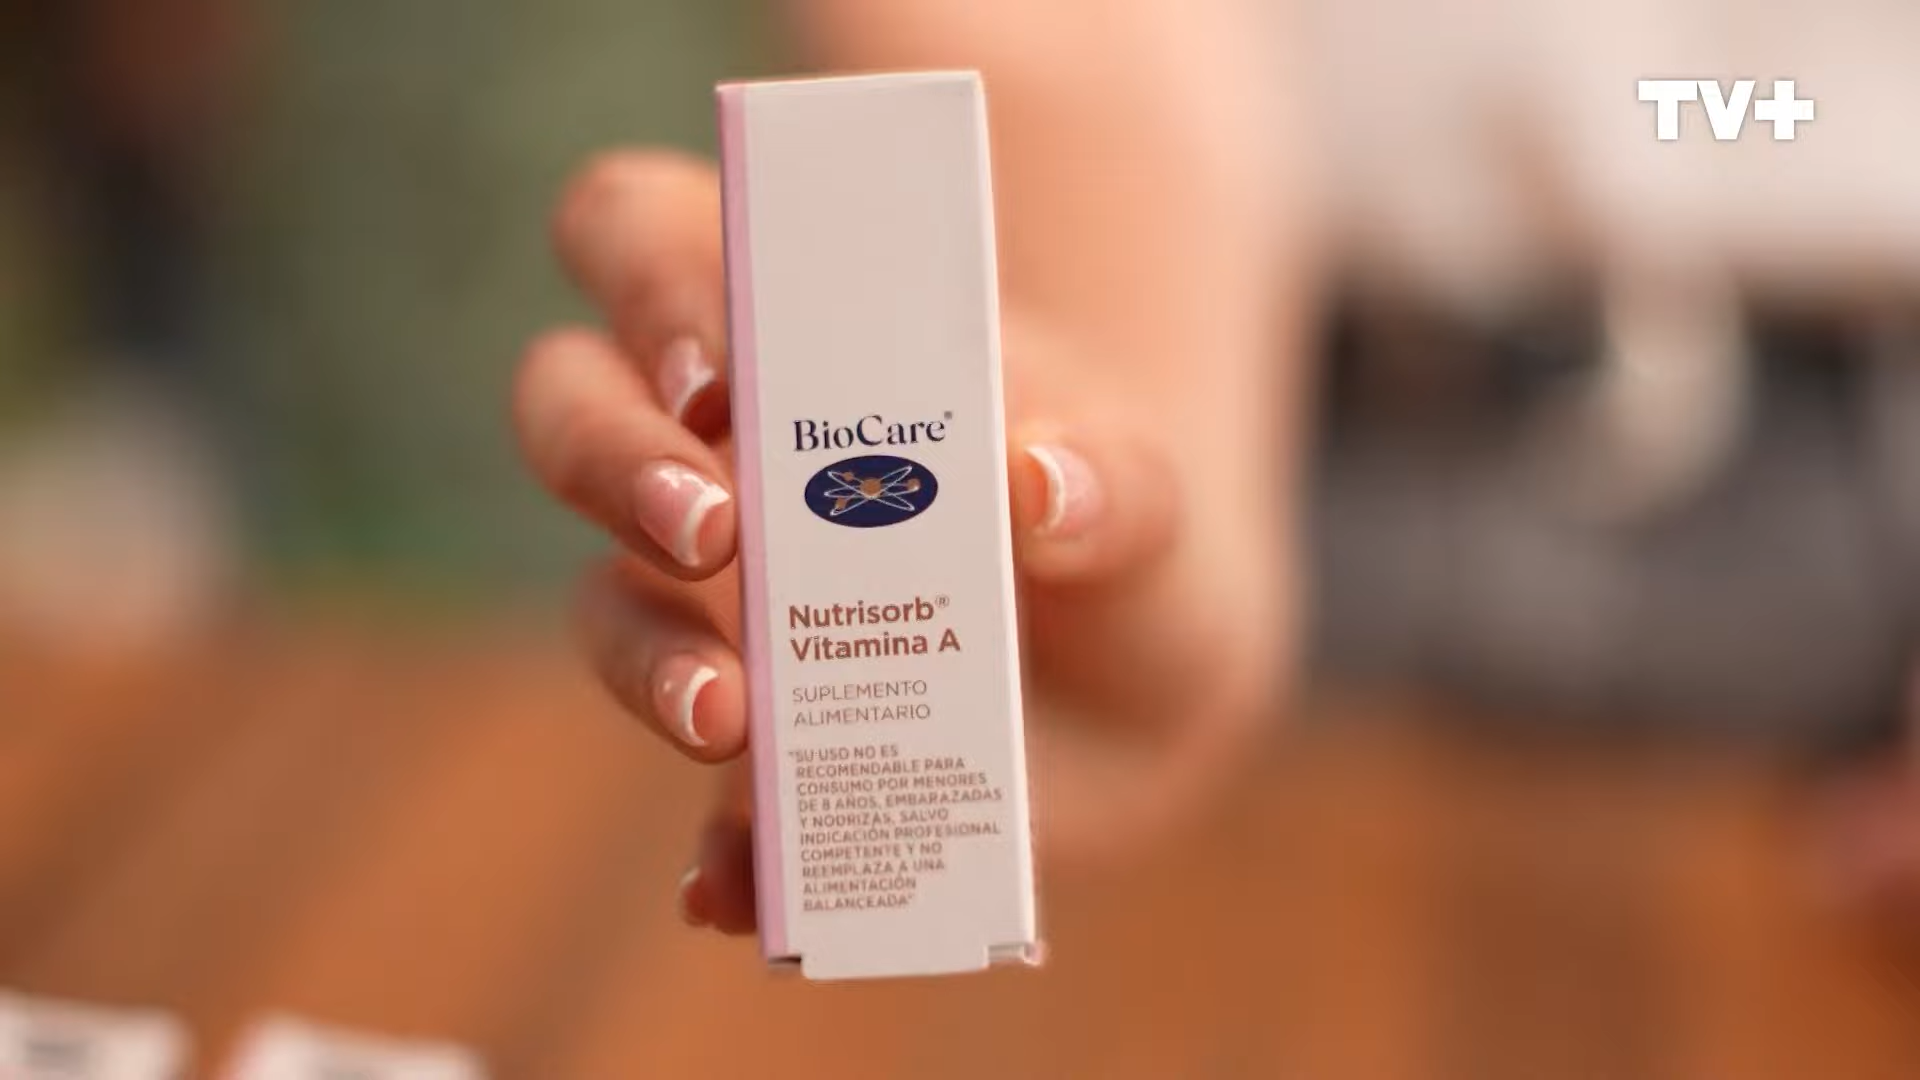 TV+
BioCare®
Nutrisorb®
Vitamina A
SUPLEMENTO
ALIMENTARIO
"SU USO NO ES
RECOMENDABLE PARA
CONSUMO POR MENORES
DE 8 AÑOS, EMBARAZADAS
Y NODRIZAS, SALVO
INDICACIÓN PROFESIONAL
COMPETENTE Y NO
REEMPLAZA A UNA
ALIMENTACIÓN
BALANCEADA"